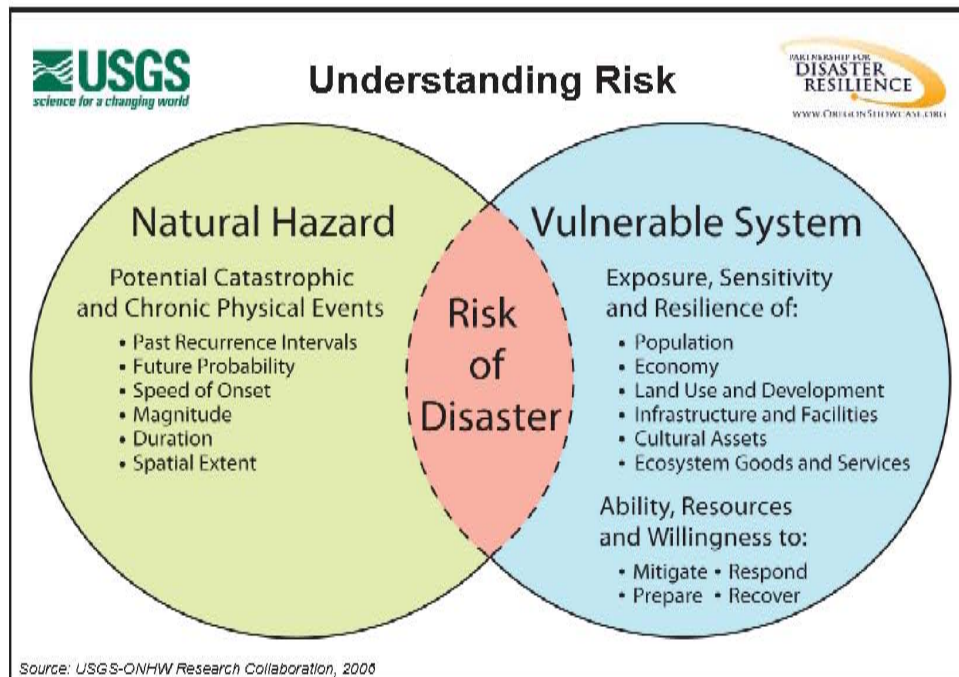 USGS
science for a changing world
Understanding Risk
PARTNERSHIP FOR
DISASTER
RESILIENCE
WWW.OREGONSHOWCASE.ORG
Natural Hazard
Potential Catastrophic
and Chronic Physical Events
• Past Recurrence Intervals
• Future Probability
• Speed of Onset
• Magnitude
• Duration
• Spatial Extent
Risk
of
Disaster
Vulnerable System
Exposure, Sensitivity
and Resilience of:
• Population
• Economy
• Land Use and Development
• Infrastructure and Facilities
• Cultural Assets
• Ecosystem Goods and Services
Ability, Resources
and Willingness to:
• Mitigate • Respond
• Prepare • Recover
Source: USGS-ONHW Research Collaboration, 2006